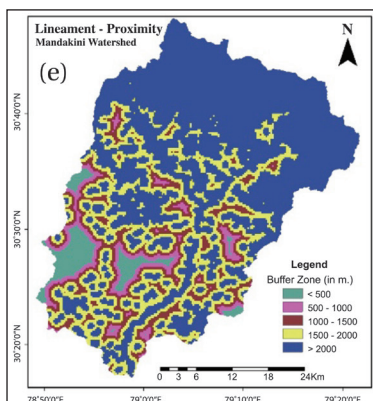 Lineament - Proximity
Mandakini Watershed
N
(e)
30°40'0"N
30°30'0"N
30°20'0"N
Legend
Buffer Zone (in m.)
< 500
500 - 1000
1000 - 1500
1500 - 2000
> 2000
0 3 6 12 18 24Km
78°50'0"E 79°0'0"E 79°10'0"E 79°20'0"E